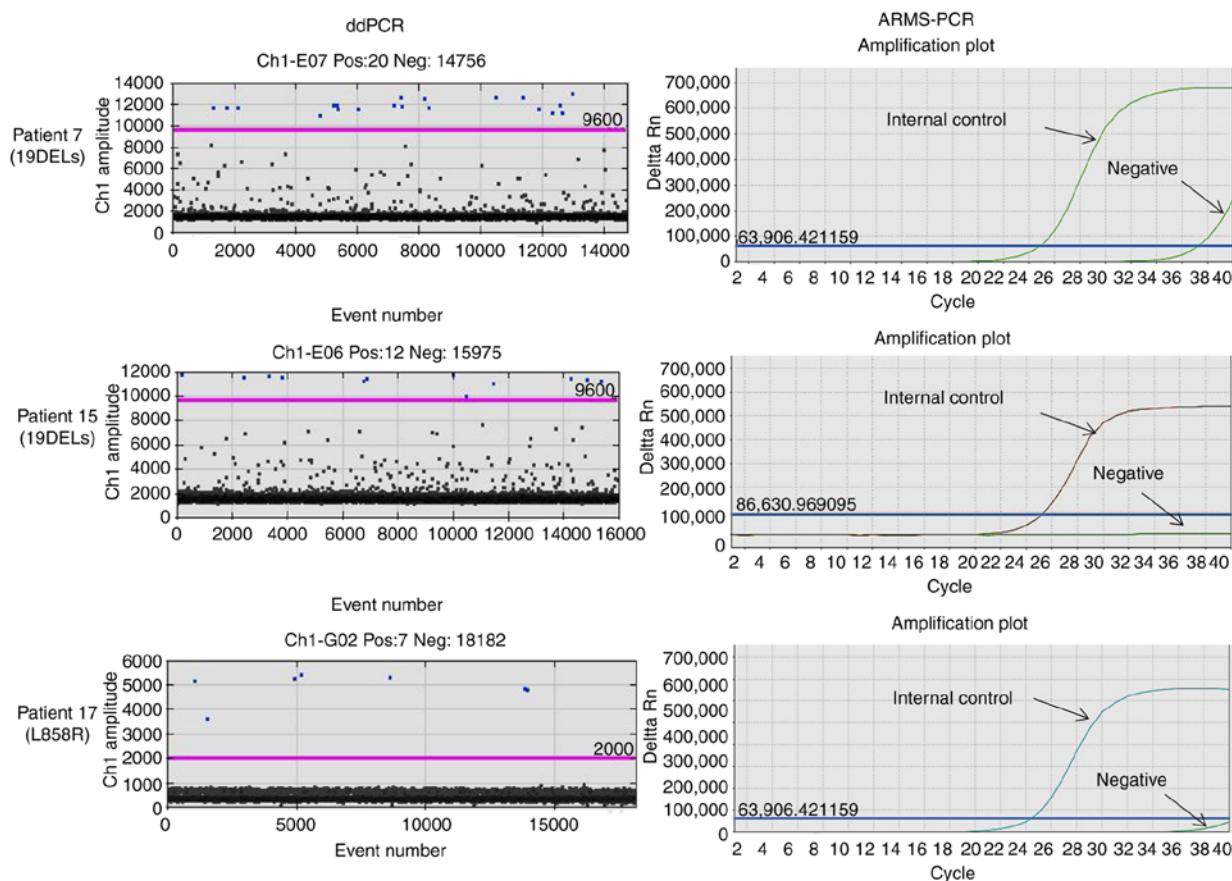 ddPCR
ARMS-PCR
Ch1-E07 Pos:20 Neg: 14756
Amplification plot
Patient 7
(19DELs)
Ch1 amplitude
14000
12000
10000
8000
6000
4000
2000
0
9600
0 2000 4000 6000 8000 10000 12000 14000
Event number
Deltta Rn
700,000
600,000
500,000
400,000
300,000
200,000
100,000
0
Internal control
Negative
63,906.421159
2 4 6 8 10 12 14 16 18 20 22 24 26 28 30 32 34 36 38 40
Cycle
Ch1-E06 Pos:12 Neg: 15975
Amplification plot
Patient 15
(19DELs)
Ch1 amplitude
12000
10000
8000
6000
4000
2000
0
9600
0 2000 4000 6000 8000 10000 12000 14000 16000
Event number
Deltta Rn
700,000
600,000
500,000
400,000
300,000
200,000
100,000
0
Internal control
Negative
86,630.969095
2 4 6 8 10 12 14 16 18 20 22 24 26 28 30 32 34 36 38 40
Cycle
Ch1-G02 Pos:7 Neg: 18182
Amplification plot
Patient 17
(L858R)
Ch1 amplitude
6000
5000
4000
3000
2000
1000
0
2000
0 5000 10000 15000
Event number
Deltta Rn
700,000
600,000
500,000
400,000
300,000
200,000
100,000
0
Internal control
Negative
63,906.421159
2 4 6 8 10 12 14 16 18 20 22 24 26 28 30 32 34 36 38 40
Cycle